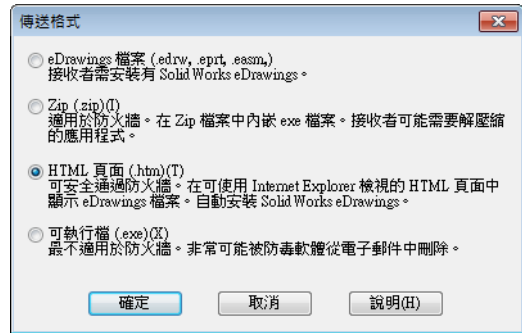 傳送格式
eDrawings 檔案 (.edrw, .eprt, .easm,)
接收者需安裝有 SolidWorks eDrawings。
Zip (.zip)(I)
適用於防火牆。在 Zip 檔案中內嵌 exe 檔案。接收者可能需要解壓縮
的應用程式。
HTML 頁面 (.htm)(T)
可安全通過防火牆。在可使用 Internet Explorer 檢視的 HTML 頁面中
顯示 eDrawings 檔案。自動安裝 SolidWorks eDrawings。
可執行檔 (.exe)(X)
最不適用於防火牆。非常可能被防毒軟體從電子郵件中刪除。
確定 取消 說明(H)